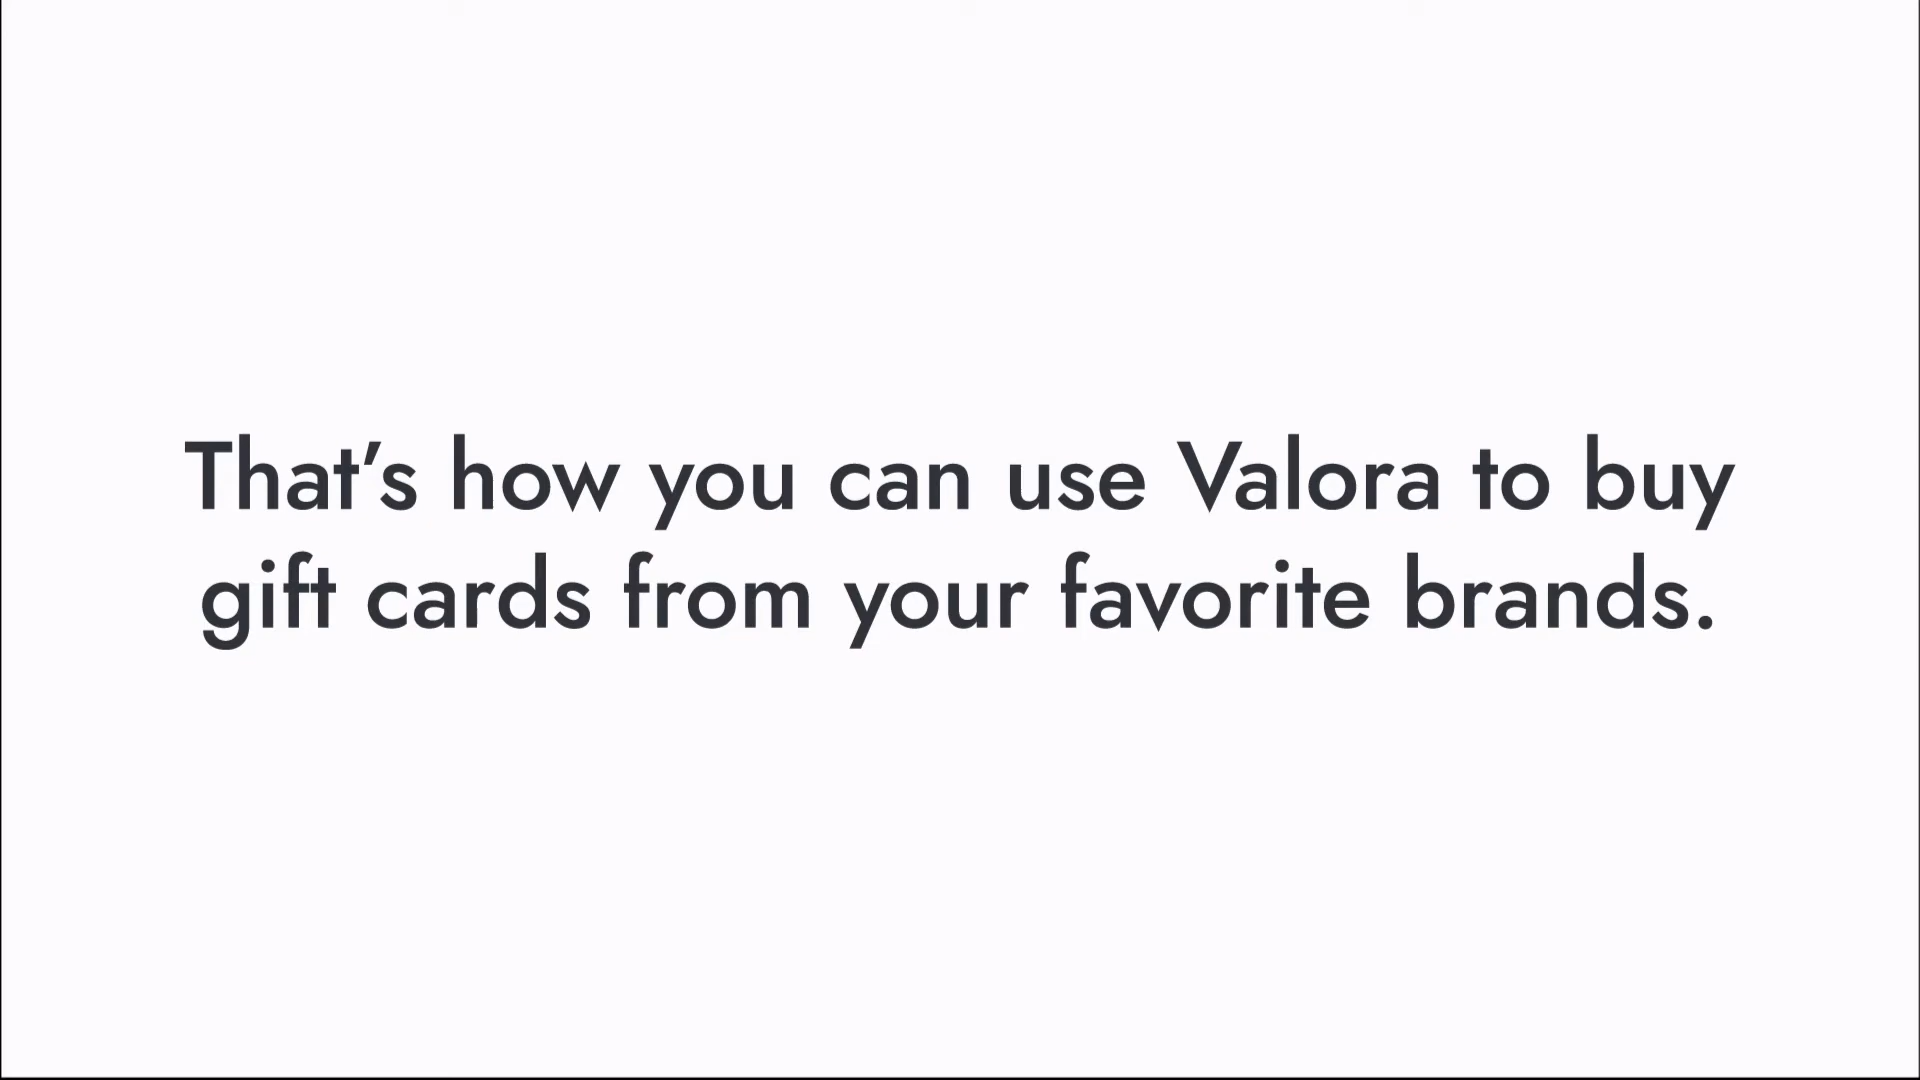 That’s how you can use Valora to buy
gift cards from your favorite brands.